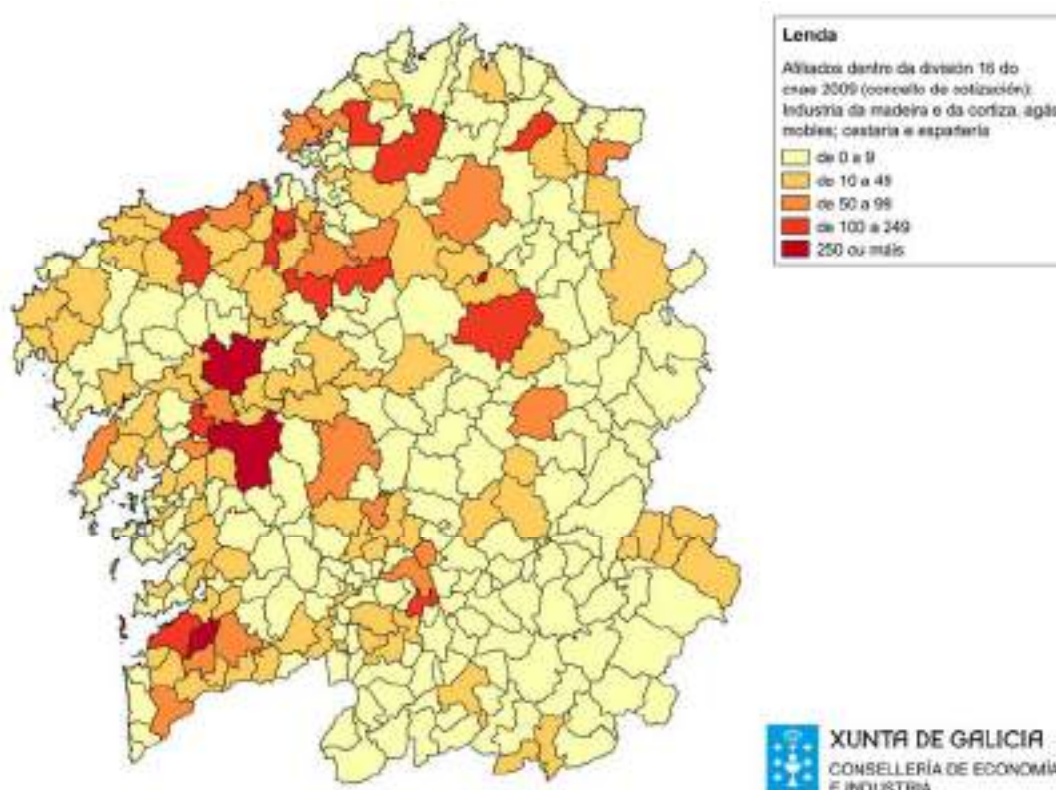 Lenda
Afiliados dentro da división 16 do
cnae 2009 (concello de cotización):
Industria da madeira e da cortiza, agás
mobles; cestaría e espartería
de 0 a 9
de 10 a 49
de 50 a 99
de 100 a 249
250 ou máis
XUNTA DE GALICIA
CONSELLERÍA DE ECONOMÍA
E INDUSTRIA